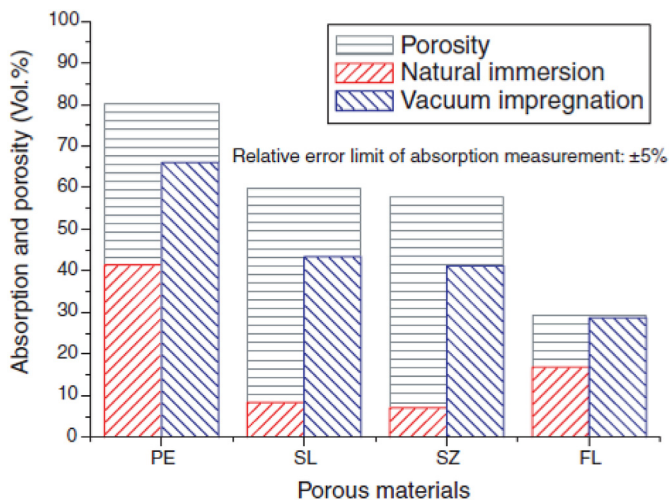 100
90
80
70
60
50
40
30
20
10
0
Absorption and porosity (Vol.%)
Porosity
Natural immersion
Vacuum impregnation
Relative error limit of absorption measurement: ±5%
PE SL SZ FL
Porous materials